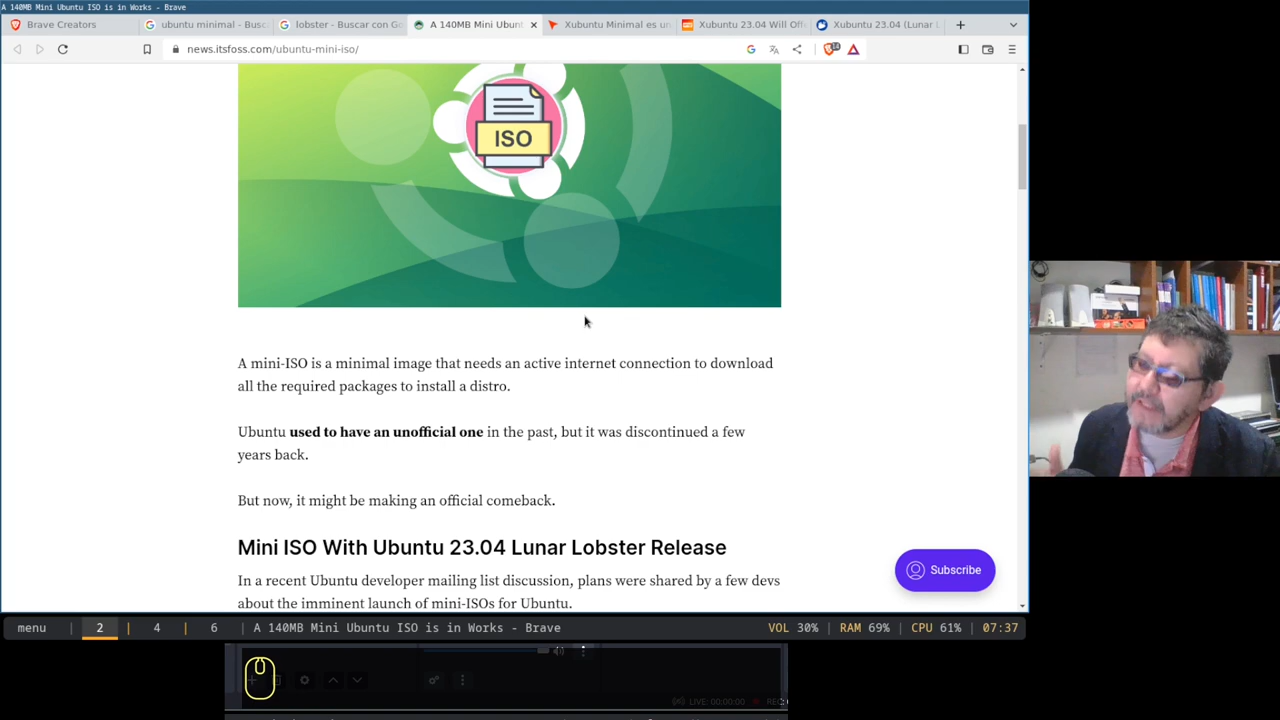 A 140MB Mini Ubuntu ISO is in Works - Brave
Brave Creators
ubuntu minimal - Busc
lobster - Buscar con Go
A 140MB Mini Ubunt
Xubuntu Minimal es un
Xubuntu 23.04 Will Off
Xubuntu 23.04 (Lunar L
news.itsfoss.com/ubuntu-mini-iso/
14
ISO
A mini-ISO is a minimal image that needs an active internet connection to download
all the required packages to install a distro.
Ubuntu used to have an unofficial one in the past, but it was discontinued a few
years back.
But now, it might be making an official comeback.
Mini ISO With Ubuntu 23.04 Lunar Lobster Release
In a recent Ubuntu developer mailing list discussion, plans were shared by a few devs
about the imminent launch of mini-ISOs for Ubuntu.
Subscribe
menu | 2 | 4 | 6 | A 140MB Mini Ubuntu ISO is in Works - Brave
VOL 30% | RAM 69% | CPU 61% | 07:37
LIVE: 00:00:00